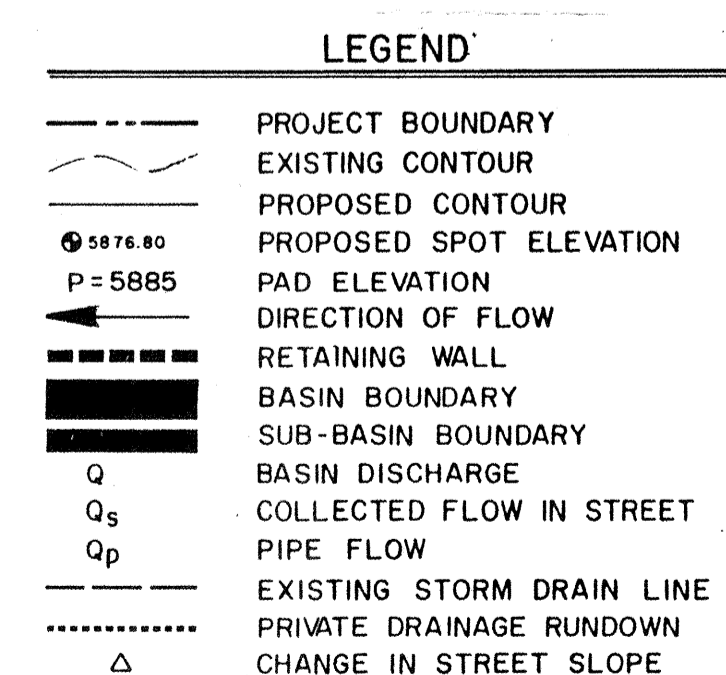 LEGEND
PROJECT BOUNDARY
EXISTING CONTOUR
PROPOSED CONTOUR
5876.80 PROPOSED SPOT ELEVATION
P = 5885 PAD ELEVATION
DIRECTION OF FLOW
RETAINING WALL
BASIN BOUNDARY
SUB-BASIN BOUNDARY
Q BASIN DISCHARGE
Qs COLLECTED FLOW IN STREET
Qp PIPE FLOW
EXISTING STORM DRAIN LINE
PRIVATE DRAINAGE RUNDOWN
Δ CHANGE IN STREET SLOPE